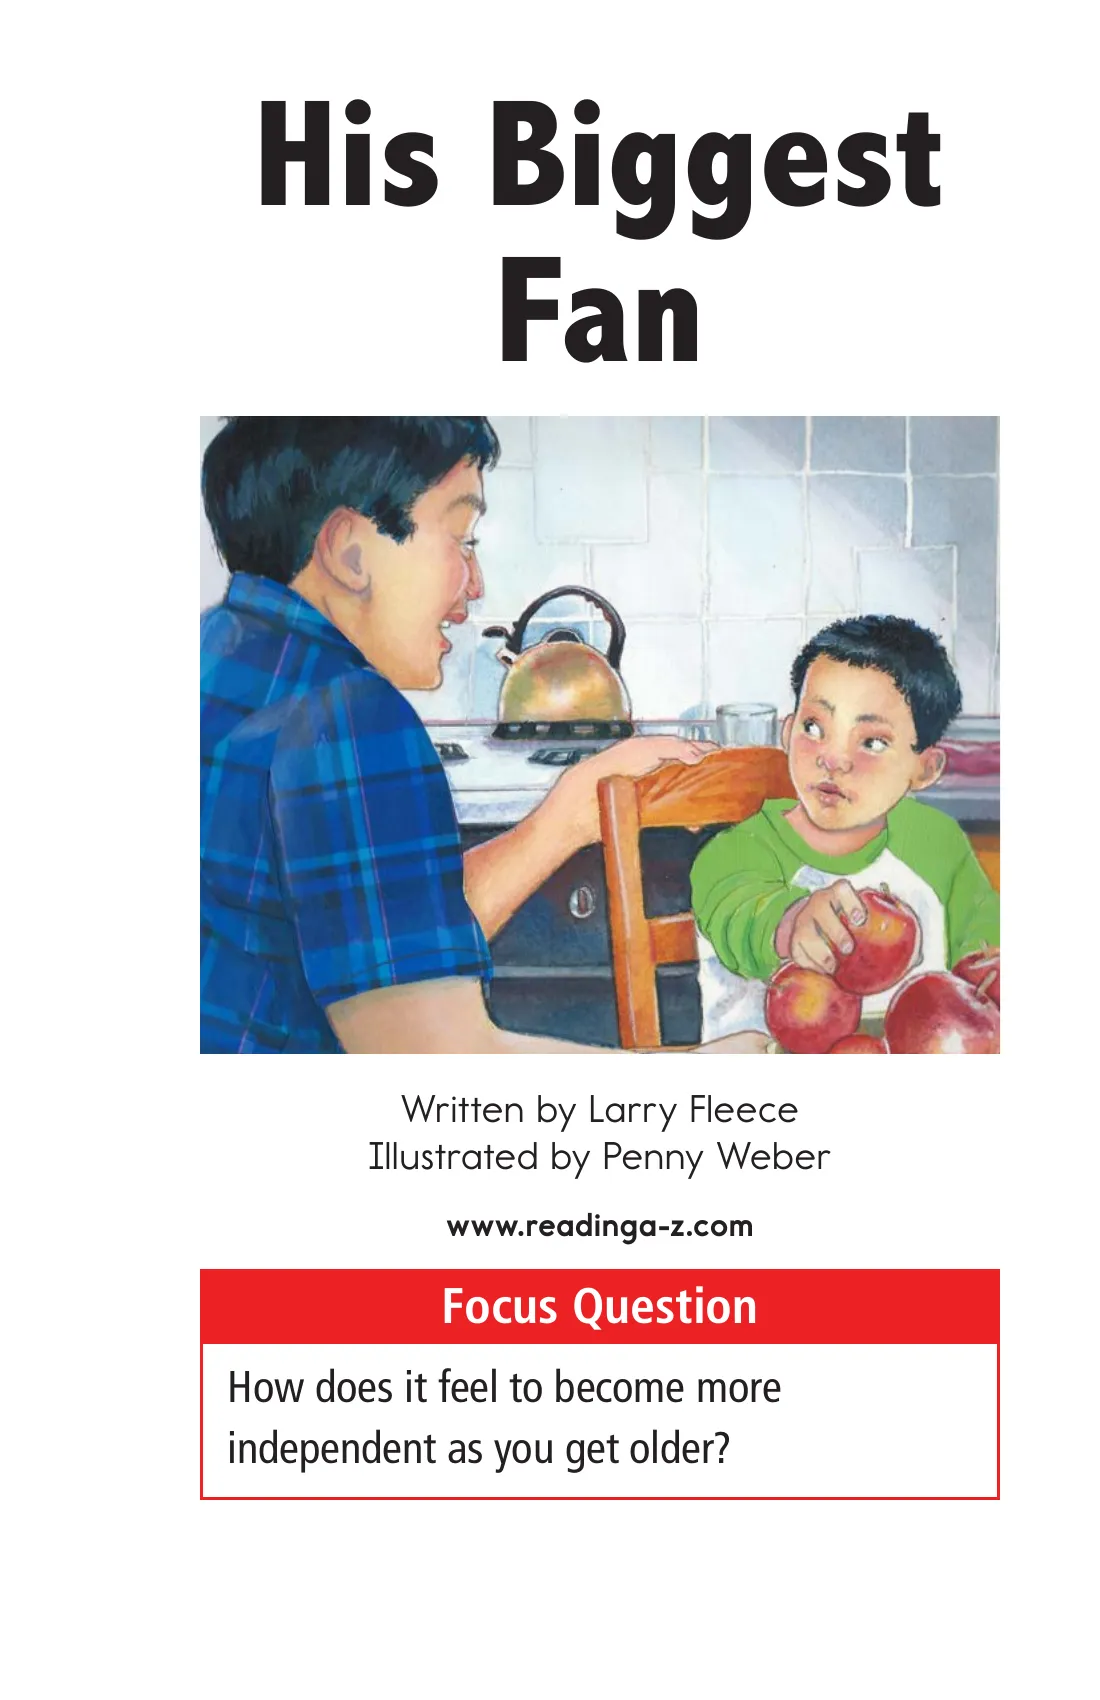 His Biggest
Fan
Written by Larry Fleece
Illustrated by Penny Weber
www.readinga-z.com
Focus Question
How does it feel to become more
independent as you get older?